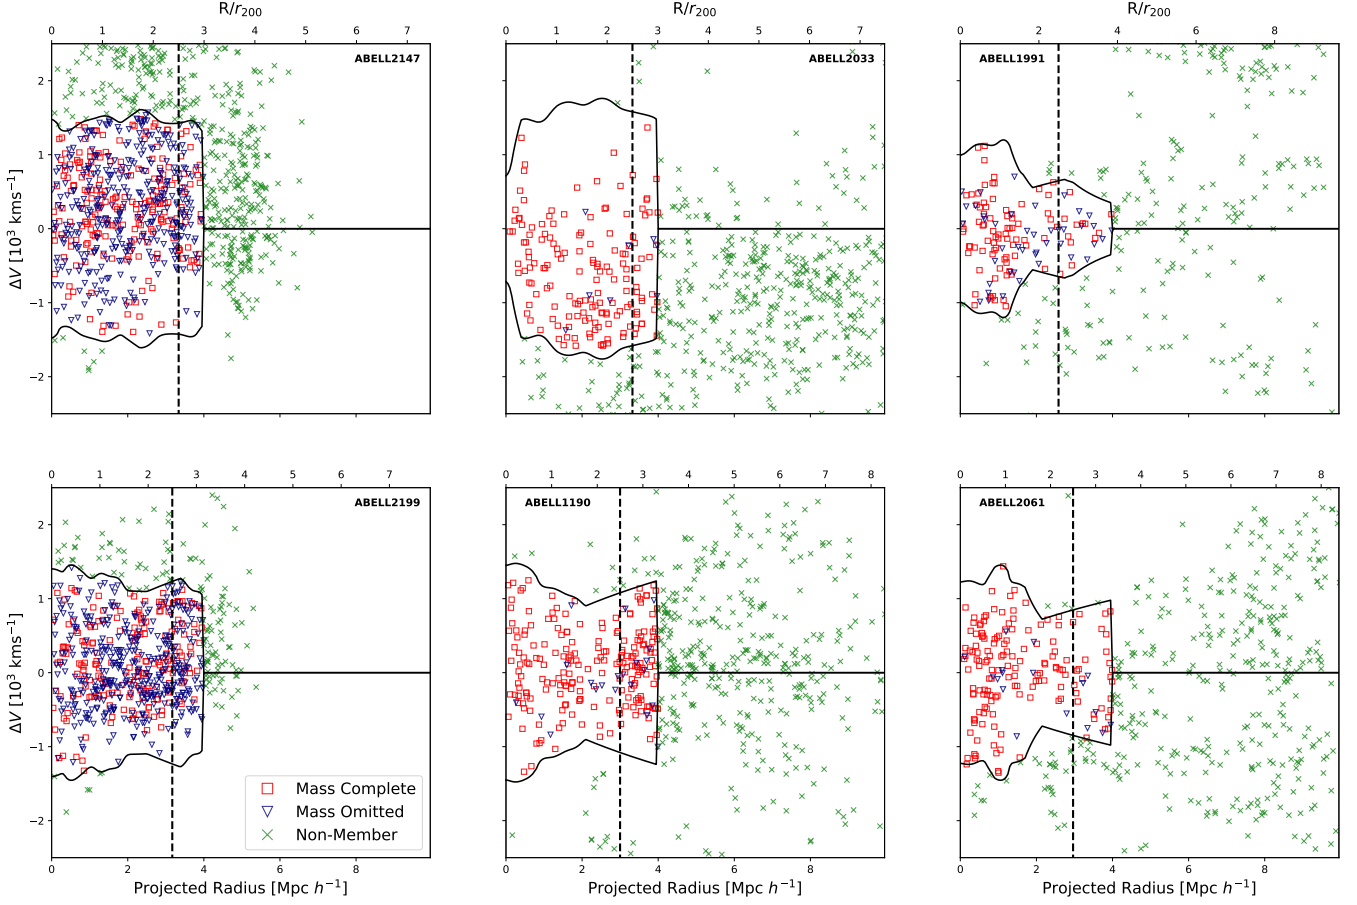 R/r200 R/r200 R/r200
0 1 2 3 4 5 6 7 0 1 2 3 4 5 6 7 0 2 4 6 8
ABELL2147 ABELL2033 ABELL1991
2
1
0
−1
−2
ΔV [10³ kms⁻¹]
0 1 2 3 4 5 6 7 0 1 2 3 4 5 6 7 8 0 1 2 3 4 5 6 7 8
ABELL2199 ABELL1190 ABELL2061
2
1
0
−1
−2
ΔV [10³ kms⁻¹]
Mass Complete
Mass Omitted
Non-Member
0 2 4 6 8 0 2 4 6 8 0 2 4 6 8
Projected Radius [Mpc h⁻¹] Projected Radius [Mpc h⁻¹] Projected Radius [Mpc h⁻¹]